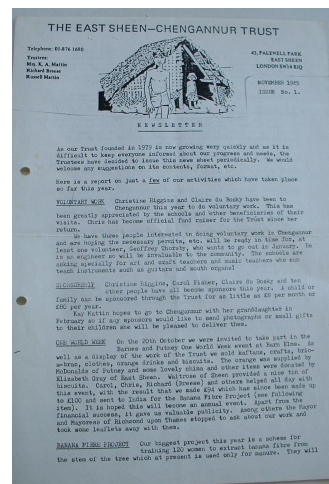 THE EAST SHEEN-CHENGANNUR TRUST
Telephone: 01-876 1680
Trustees:
Mrs. K. A. Martin
Richard Breese
Russell Martin
43, PALEWELL PARK
EAST SHEEN
LONDON SW14 8JQ
NOVEMBER 1985
ISSUE No. 1.
NEWSLETTER
As our Trust founded in 1979 is now growing very quickly and as it is
difficult to keep everyone informed about our progress and needs, the
Trustees have decided to issue this news sheet periodically. We would
welcome any suggestions on its contents, format, etc.
Here is a report on just a few of our activities which have taken place
so far this year.
VOLUNTARY WORK Christine Higgins and Claire du Bosky have been to
Chengannur this year to do voluntary work. This has
been greatly appreciated by the schools and other beneficiaries of their
visits. Chris has become official fund raiser for the Trust since her
return.
We have three people interested in doing voluntary work in Chengannur
and are hoping the necessary permits, etc. will be ready in time for, at
least one volunteer, Geoffrey Thornby, who wants to go out in January. He
is an engineer so will be invaluable to the community. The schools are
asking specially for art and craft teachers and music teachers who can
teach instruments such as guitars and mouth organs!
SPONSORSHIP Christine Higgins, Carol Fisher, Claire du Bosky and ten
other people have all become sponsors this year. A child or
family can be sponsored through the Trust for as little as £5 per month or
£60 per year.
Kay Martin hopes to go to Chengannur with her granddaughter in
February so if any sponsors would like to send photographs or small gifts
to their children she will be pleased to deliver them.
ONE WORLD WEEK On the 20th October we were invited to take part in the
Barnes and Putney One World Week event at Barn Elms. As
well as a display of the work of the Trust we sold kaftans, crafts, bric-
a-brac, clothes, orange drinks and biscuits. The orange was supplied by
McDonalds of Putney and some lovely china and other items were donated by
Elizabeth Gray of East Sheen. Waitrose of Sheen provided a nice tin of
biscuits. Carol, Chris, Richard (Breese) and others helped all day with
this event, with the result that we made £94 which has since been made up
to £100 and sent to India for the Banana Fibre Project (see following
item). It is hoped this will become an annual event. Apart from the
financial success, it gave us valuable publicity. Among others the Mayor
and Mayoress of Richmond upon Thames stopped to ask about our work and
took some leaflets away with them.
BANANA FIBRE PROJECT Our biggest project this year is a scheme for
training 120 women to extract banana fibre from
the stem of the tree which at present is used only for manure. They will